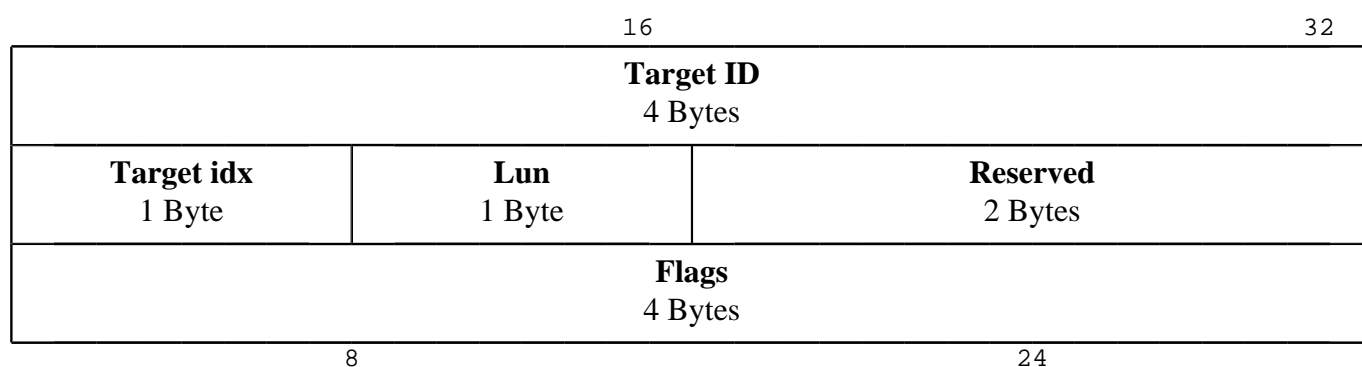 16 32
Target ID
4 Bytes
Target idx Lun Reserved
1 Byte 1 Byte 2 Bytes
Flags
4 Bytes
8 24